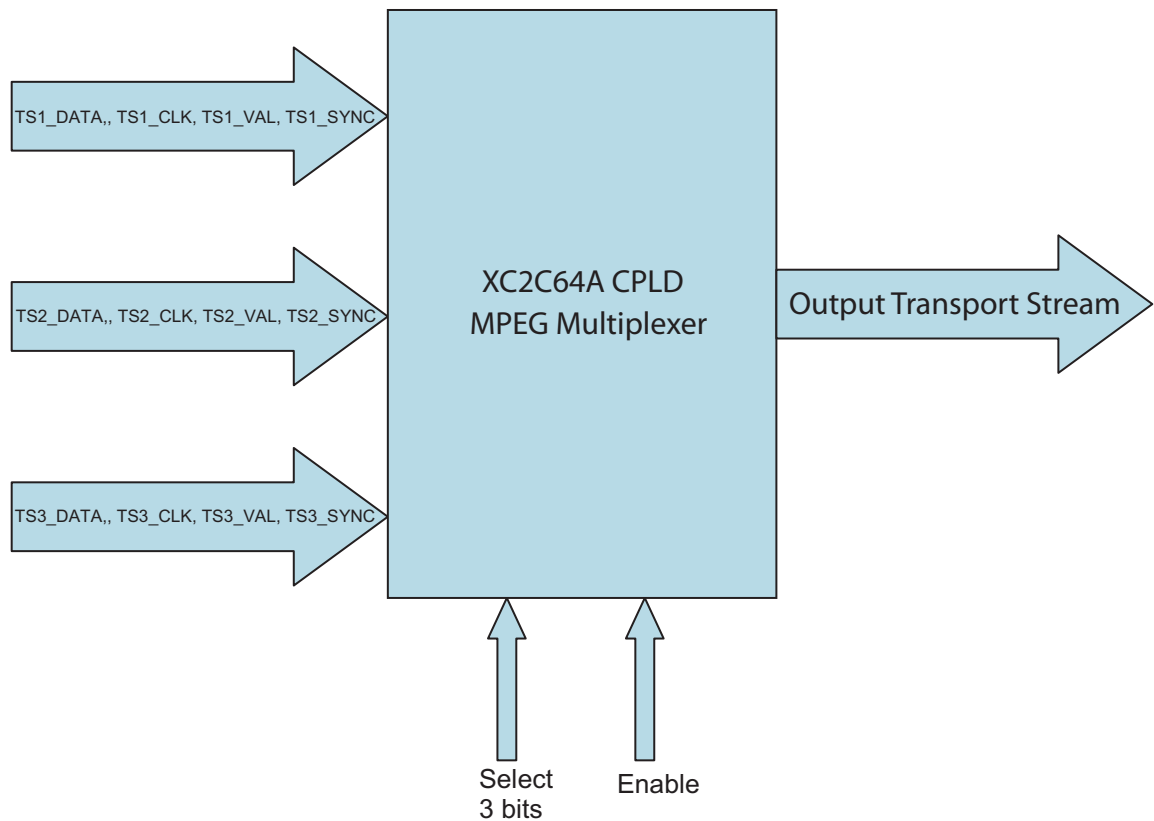 TS1_DATA,, TS1_CLK, TS1_VAL, TS1_SYNC
TS2_DATA,, TS2_CLK, TS2_VAL, TS2_SYNC
TS3_DATA,, TS3_CLK, TS3_VAL, TS3_SYNC
XC2C64A CPLD
MPEG Multiplexer
Output Transport Stream
Select
3 bits
Enable